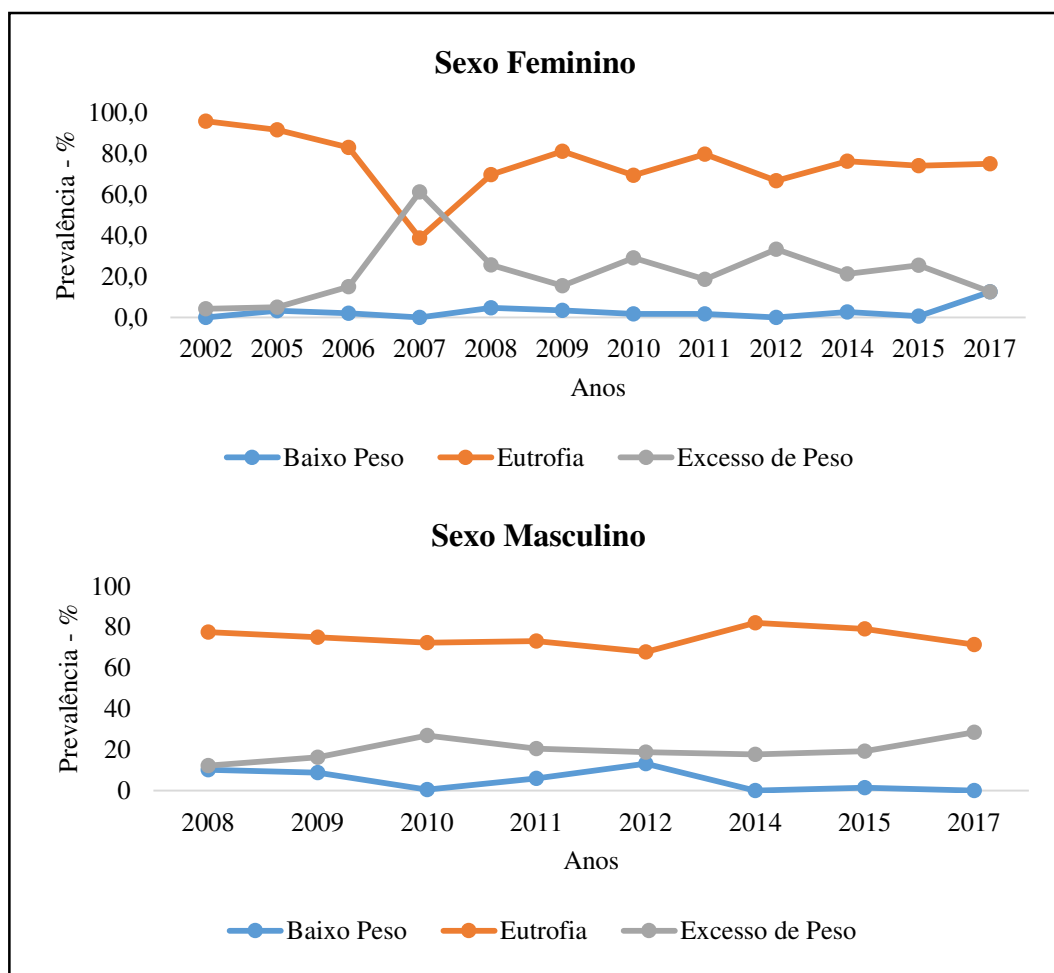 Sexo Feminino
Prevalência - %
100,0
80,0
60,0
40,0
20,0
0,0
2002 2005 2006 2007 2008 2009 2010 2011 2012 2014 2015 2017
Anos
Baixo Peso Eutrofia Excesso de Peso
Sexo Masculino
Prevalência - %
100
80
60
40
20
0
2008 2009 2010 2011 2012 2014 2015 2017
Anos
Baixo Peso Eutrofia Excesso de Peso